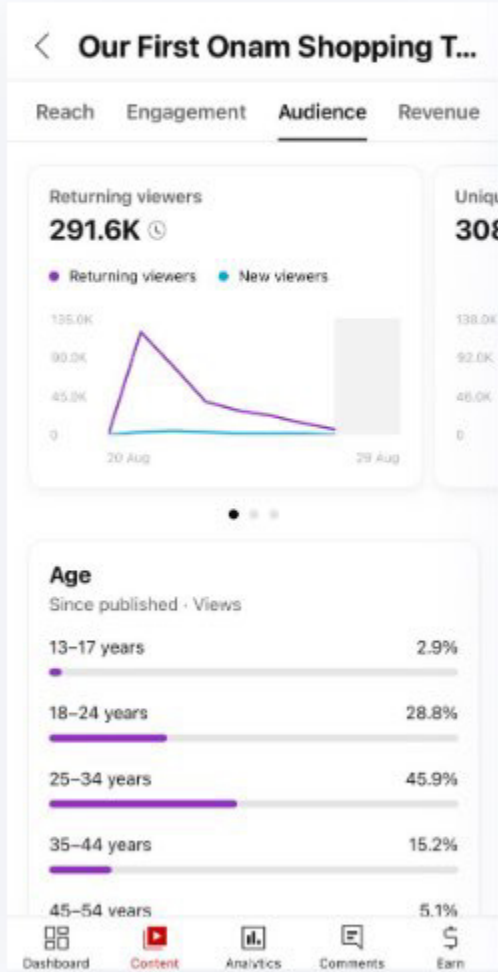 Our First Onam Shopping T...
Reach Engagement Audience Revenue
Returning viewers
291.6K
Returning viewers New viewers
135.0K
90.0K
45.0K
0
20 Aug 29 Aug
Uniqu
308
138.0K
92.0K
46.0K
0
Age
Since published · Views
13–17 years 2.9%
18–24 years 28.8%
25–34 years 45.9%
35–44 years 15.2%
45–54 years 5.1%
Dashboard Content Analytics Comments Earn